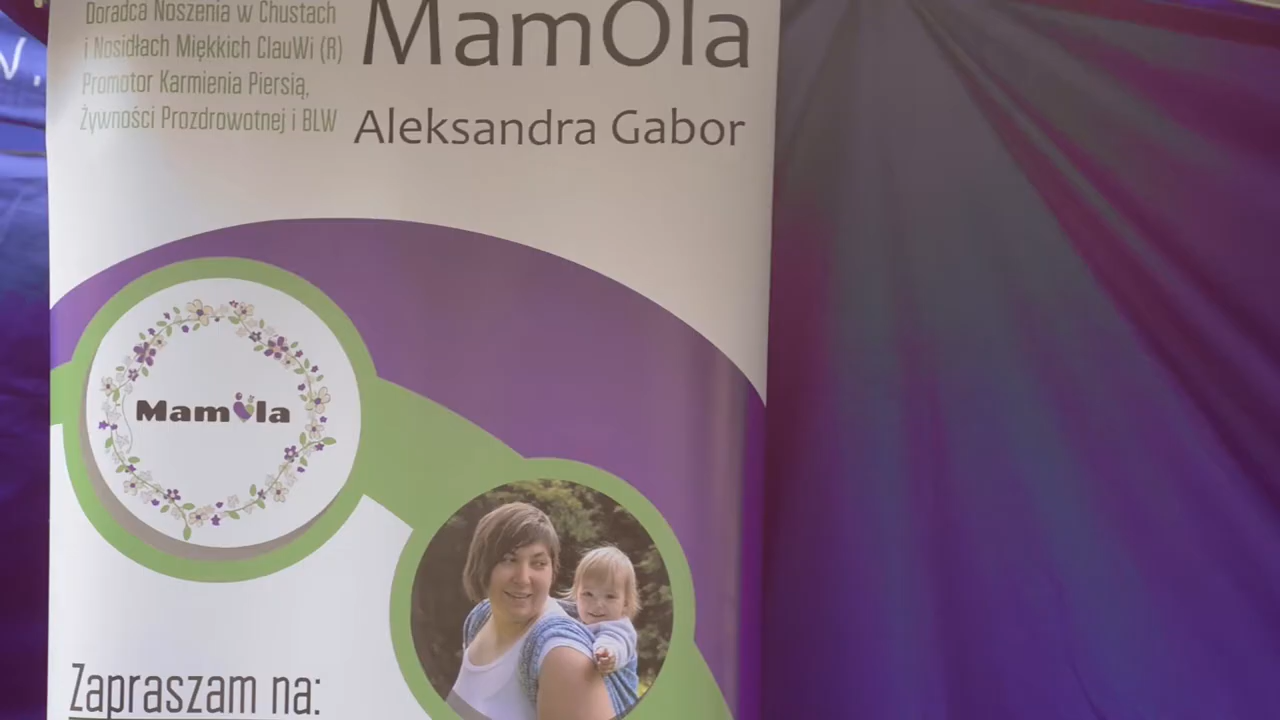 Doradca Noszenia w Chustach
i Nosidłach Miękkich ClauWi (R)
Promotor Karmienia Piersią,
Żywności Prozdrowotnej i BLW
MamOla
Aleksandra Gabor
Mamola
Zapraszam na: